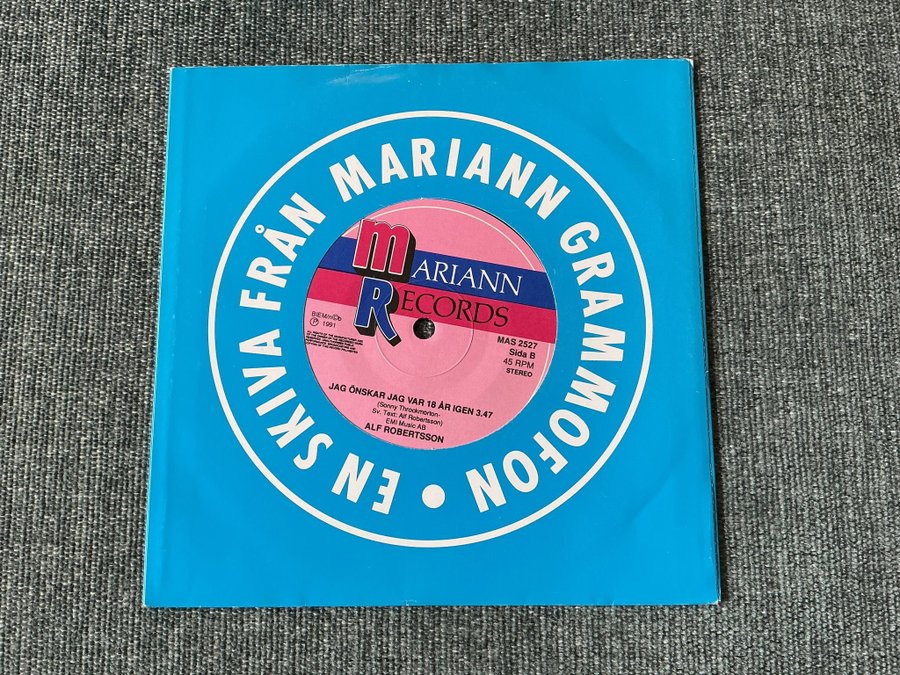 EN SKIVA FRÅN MARIANN GRAMMOFON •
MARIANN
RECORDS
BIEM/n©b
Ⓟ 1991
MAS 2527
Sida B
45 RPM
STEREO
JAG ÖNSKAR JAG VAR 18 ÅR IGEN 3.47
(Sonny Throckmorton-
Sv. Text: Alf Robertsson)
EMI Music AB
ALF ROBERTSSON